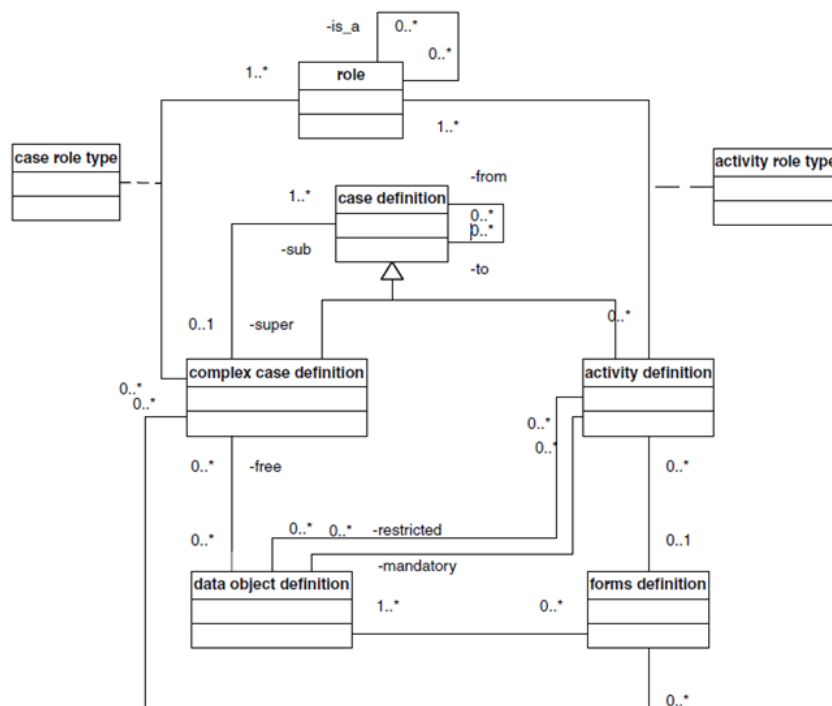 -is_a
0..*
0..*
1..*
role
1..*
case role type
activity role type
-from
1..*
case definition
0..*
0..*
-sub
-to
0..1
-super
0..*
complex case definition
activity definition
0..*
0..*
0..*
0..*
0..*
-free
0..*
0..*
0..*
0..*
-restricted
0..1
-mandatory
data object definition
forms definition
1..*
0..*
0..*